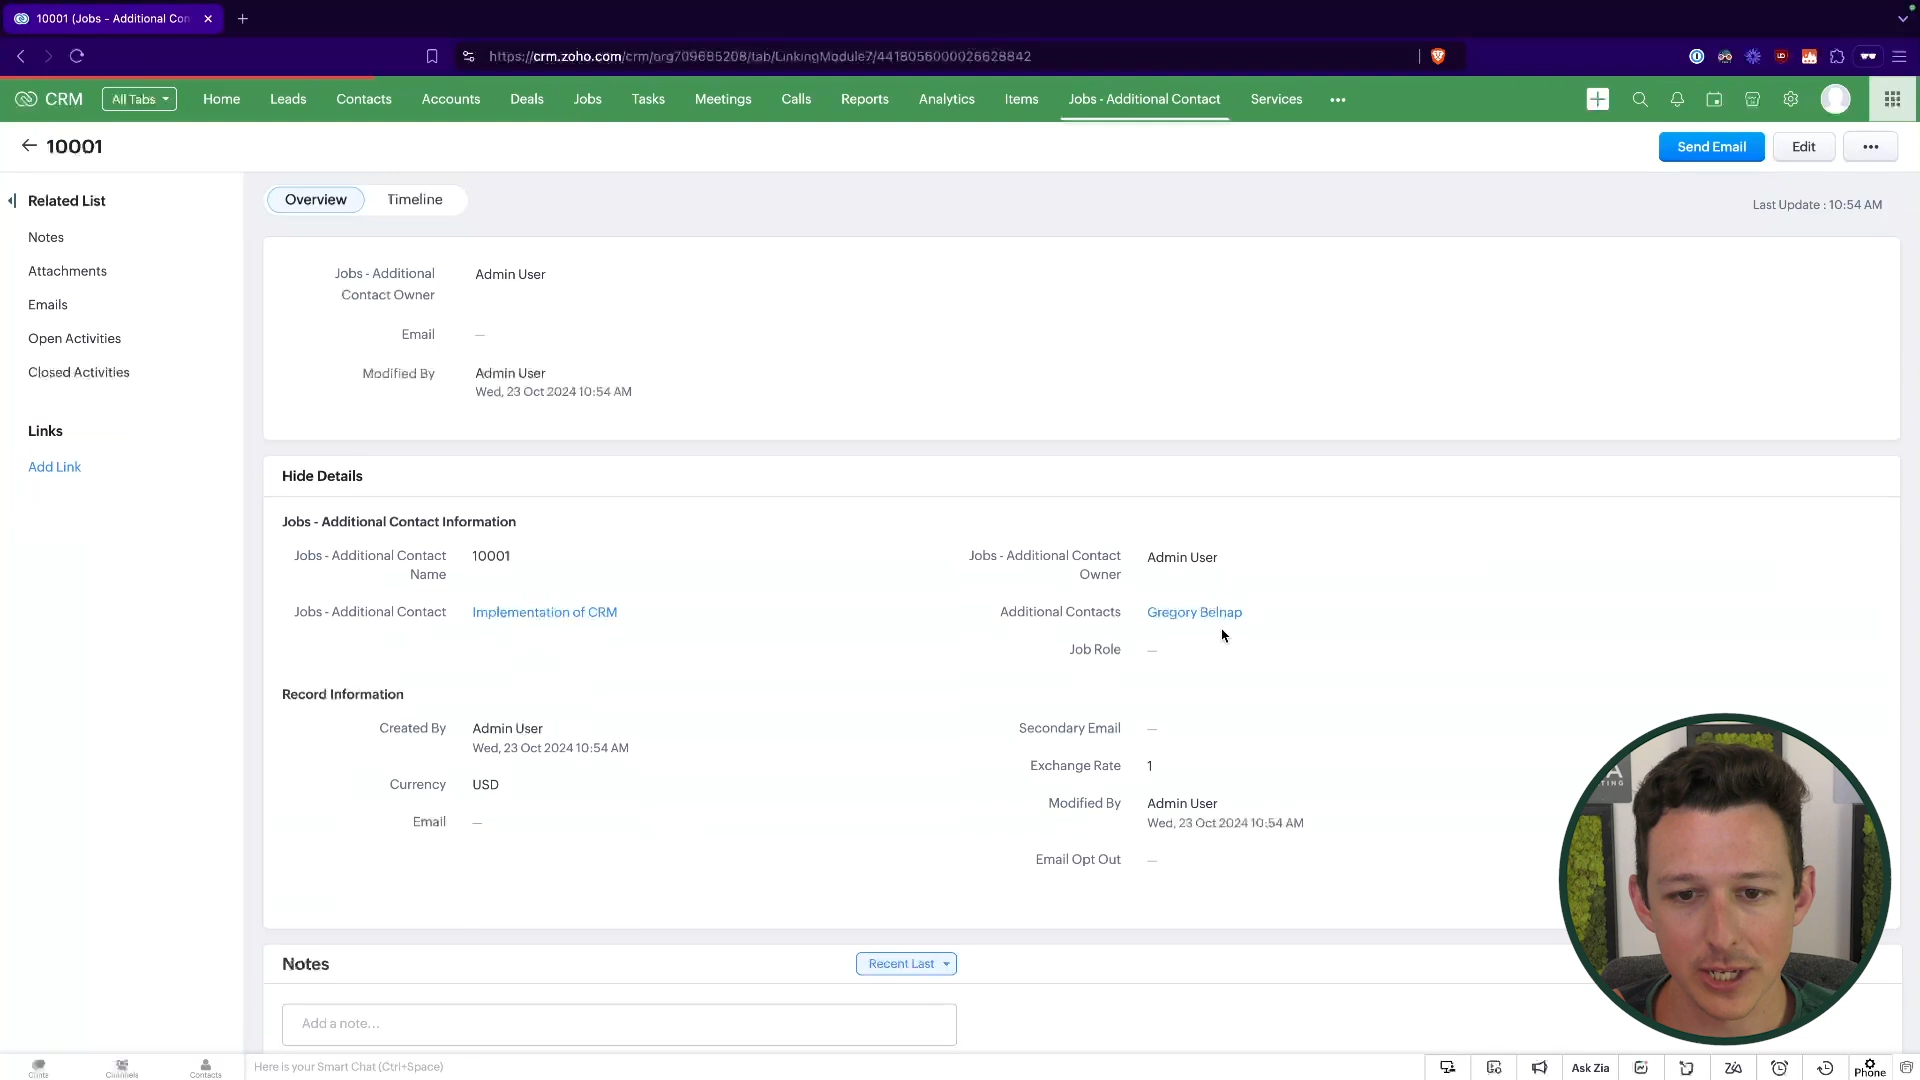 10001 (Jobs - Additional Con
https://crm.zoho.com/crm/org709685208/tab/LinkingModule7/4418056000026628842
CRM
All Tabs
Home
Leads
Contacts
Accounts
Deals
Jobs
Tasks
Meetings
Calls
Reports
Analytics
Items
Jobs - Additional Contact
Services
10001
Send Email
Edit
Related List
Notes
Attachments
Emails
Open Activities
Closed Activities
Links
Add Link
Overview
Timeline
Last Update : 10:54 AM
Jobs - Additional
Contact Owner
Admin User
Email
—
Modified By
Admin User
Wed, 23 Oct 2024 10:54 AM
Hide Details
Jobs - Additional Contact Information
Jobs - Additional Contact
Name
10001
Jobs - Additional Contact
Owner
Admin User
Jobs - Additional Contact
Implementation of CRM
Additional Contacts
Gregory Belnap
Job Role
—
Record Information
Created By
Admin User
Wed, 23 Oct 2024 10:54 AM
Secondary Email
—
Currency
USD
Exchange Rate
1
Email
—
Modified By
Admin User
Wed, 23 Oct 2024 10:54 AM
Email Opt Out
—
Notes
Recent Last
Add a note...
Chats
Channels
Contacts
Here is your Smart Chat (Ctrl+Space)
Ask Zia
Phone